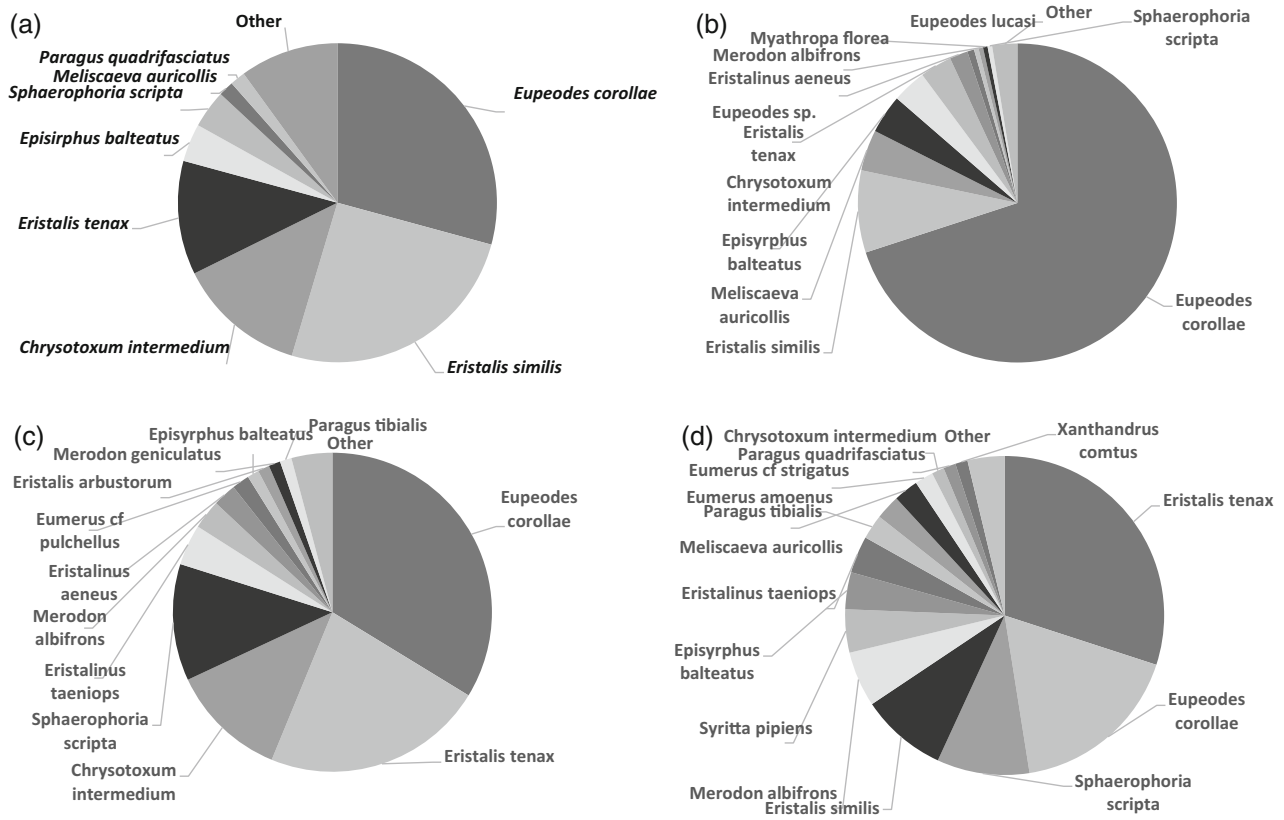 (a)
Other
Paragus quadrifasciatus
Meliscaeva auricollis
Sphaerophoria scripta
Episirphus balteatus
Eristalis tenax
Chrysotoxum intermedium
Eupeodes corollae
Eristalis similis
(b)
Eupeodes lucasi
Other
Sphaerophoria
scripta
Myathropa florea
Merodon albifrons
Eristalinus aeneus
Eupeodes sp.
Eristalis
tenax
Chrysotoxum
intermedium
Episyrphus
balteatus
Meliscaeva
auricollis
Eristalis similis
Eupeodes
corollae
(c)
Episyrphus balteatus
Paragus tibialis
Other
Merodon geniculatus
Eristalis arbustorum
Eumerus cf
pulchellus
Eristalinus
aeneus
Merodon
albifrons
Eristalinus
taeniops
Sphaerophoria
scripta
Chrysotoxum
intermedium
Eupeodes
corollae
Eristalis tenax
(d)
Chrysotoxum intermedium
Other
Xanthandrus
comtus
Paragus quadrifasciatus
Eumerus cf strigatus
Eumerus amoenus
Paragus tibialis
Meliscaeva auricollis
Eristalinus taeniops
Episyrphus
balteatus
Syritta pipiens
Merodon albifrons
Eristalis similis
Eristalis tenax
Eupeodes
corollae
Sphaerophoria
scripta